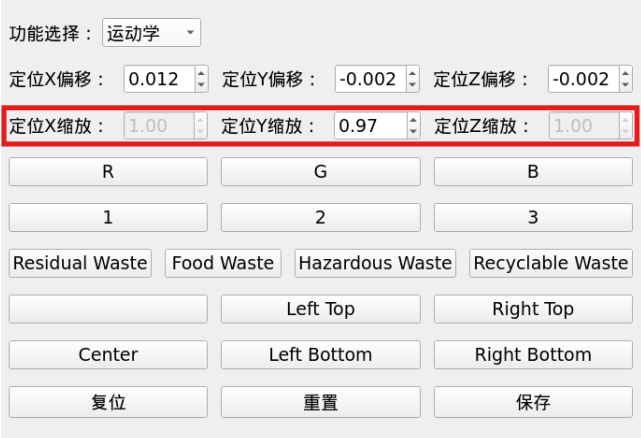 功能选择： 运动学
定位X偏移： 0.012 定位Y偏移： -0.002 定位Z偏移： -0.002
定位X缩放： 1.00 定位Y缩放： 0.97 定位Z缩放： 1.00
R G B
1 2 3
Residual Waste Food Waste Hazardous Waste Recyclable Waste
Left Top Right Top
Center Left Bottom Right Bottom
复位 重置 保存